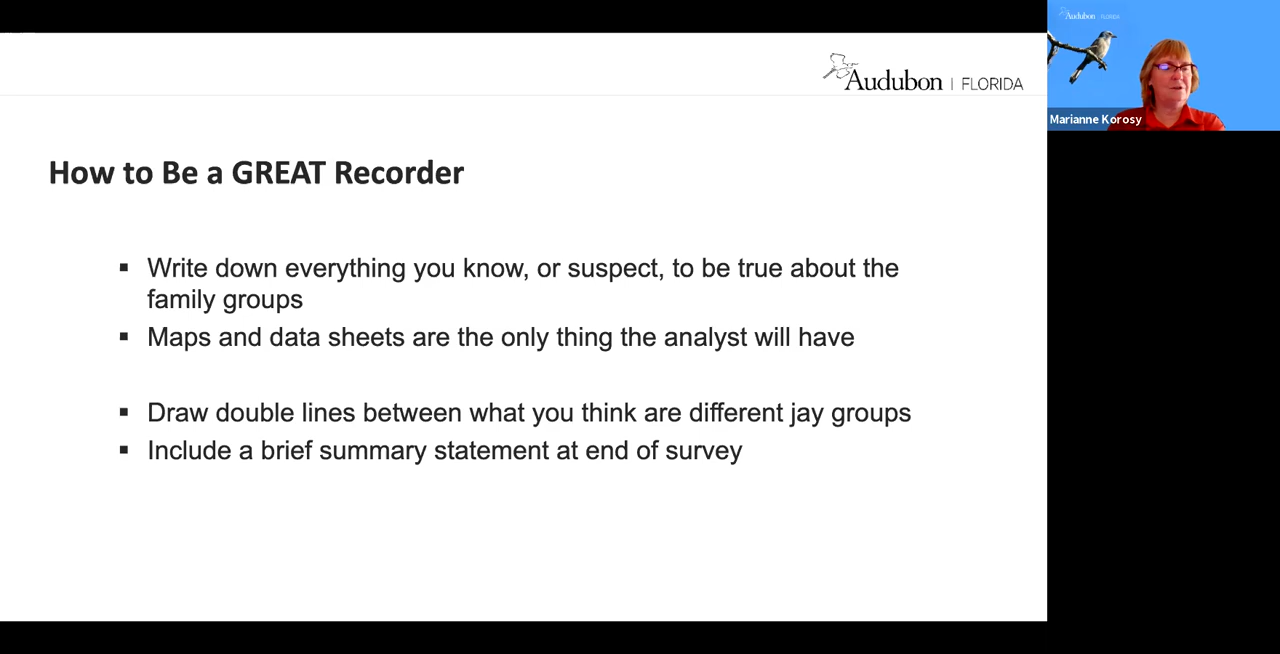 Audubon | FLORIDA
Audubon | FLORIDA
Marianne Korosy
How to Be a GREAT Recorder
▪ Write down everything you know, or suspect, to be true about the
family groups
▪ Maps and data sheets are the only thing the analyst will have
▪ Draw double lines between what you think are different jay groups
▪ Include a brief summary statement at end of survey